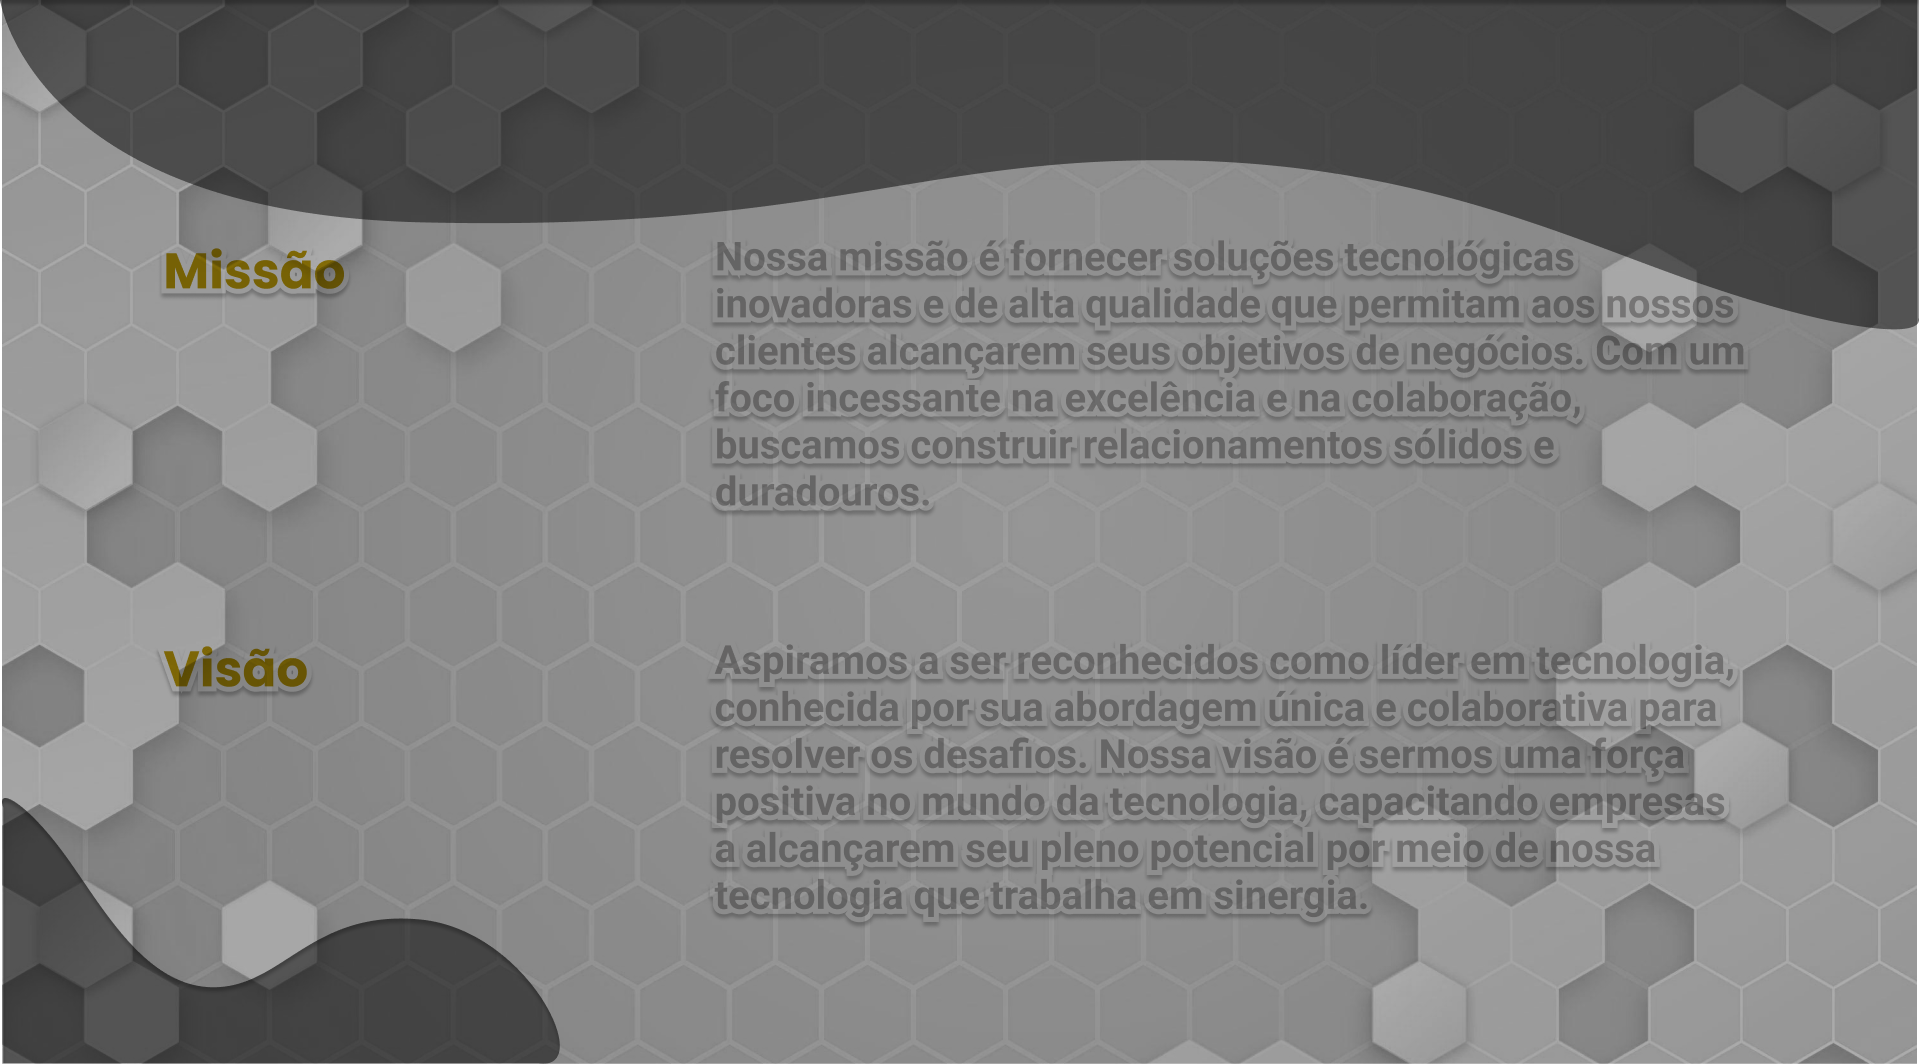 Missão
Nossa missão é fornecer soluções tecnológicas
inovadoras e de alta qualidade que permitam aos nossos
clientes alcançarem seus objetivos de negócios. Com um
foco incessante na excelência e na colaboração,
buscamos construir relacionamentos sólidos e
duradouros.
Visão
Aspiramos a ser reconhecidos como líder em tecnologia,
conhecida por sua abordagem única e colaborativa para
resolver os desafios. Nossa visão é sermos uma força
positiva no mundo da tecnologia, capacitando empresas
a alcançarem seu pleno potencial por meio de nossa
tecnologia que trabalha em sinergia.